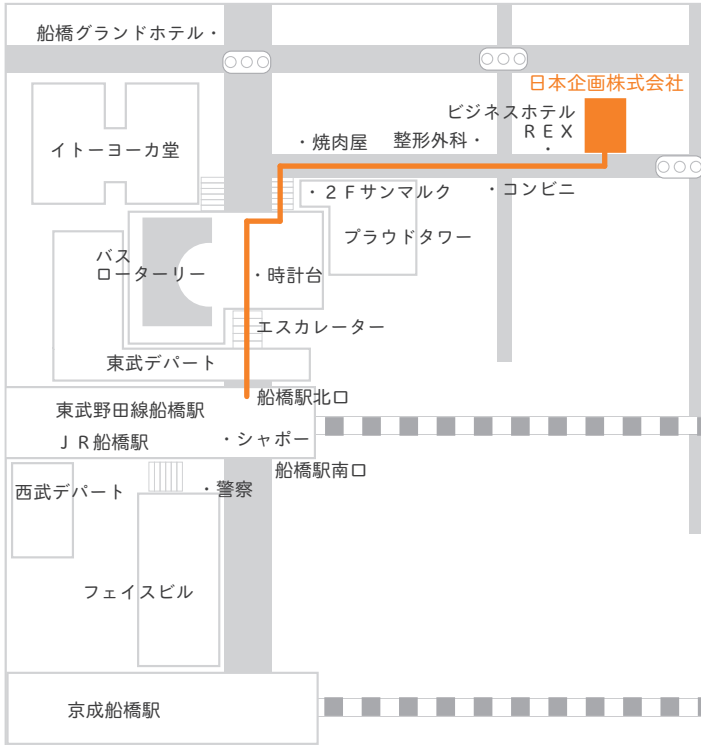 船橋グランドホテル・
日本企画株式会社
ビジネスホテル
ＲＥＸ
・
・焼肉屋
整形外科・
イトーヨーカ堂
・２Ｆサンマルク
・コンビニ
プラウドタワー
バス
ローターリー
・時計台
エスカレーター
東武デパート
船橋駅北口
東武野田線船橋駅
ＪＲ船橋駅
・シャポー
船橋駅南口
西武デパート
・警察
フェイスビル
京成船橋駅